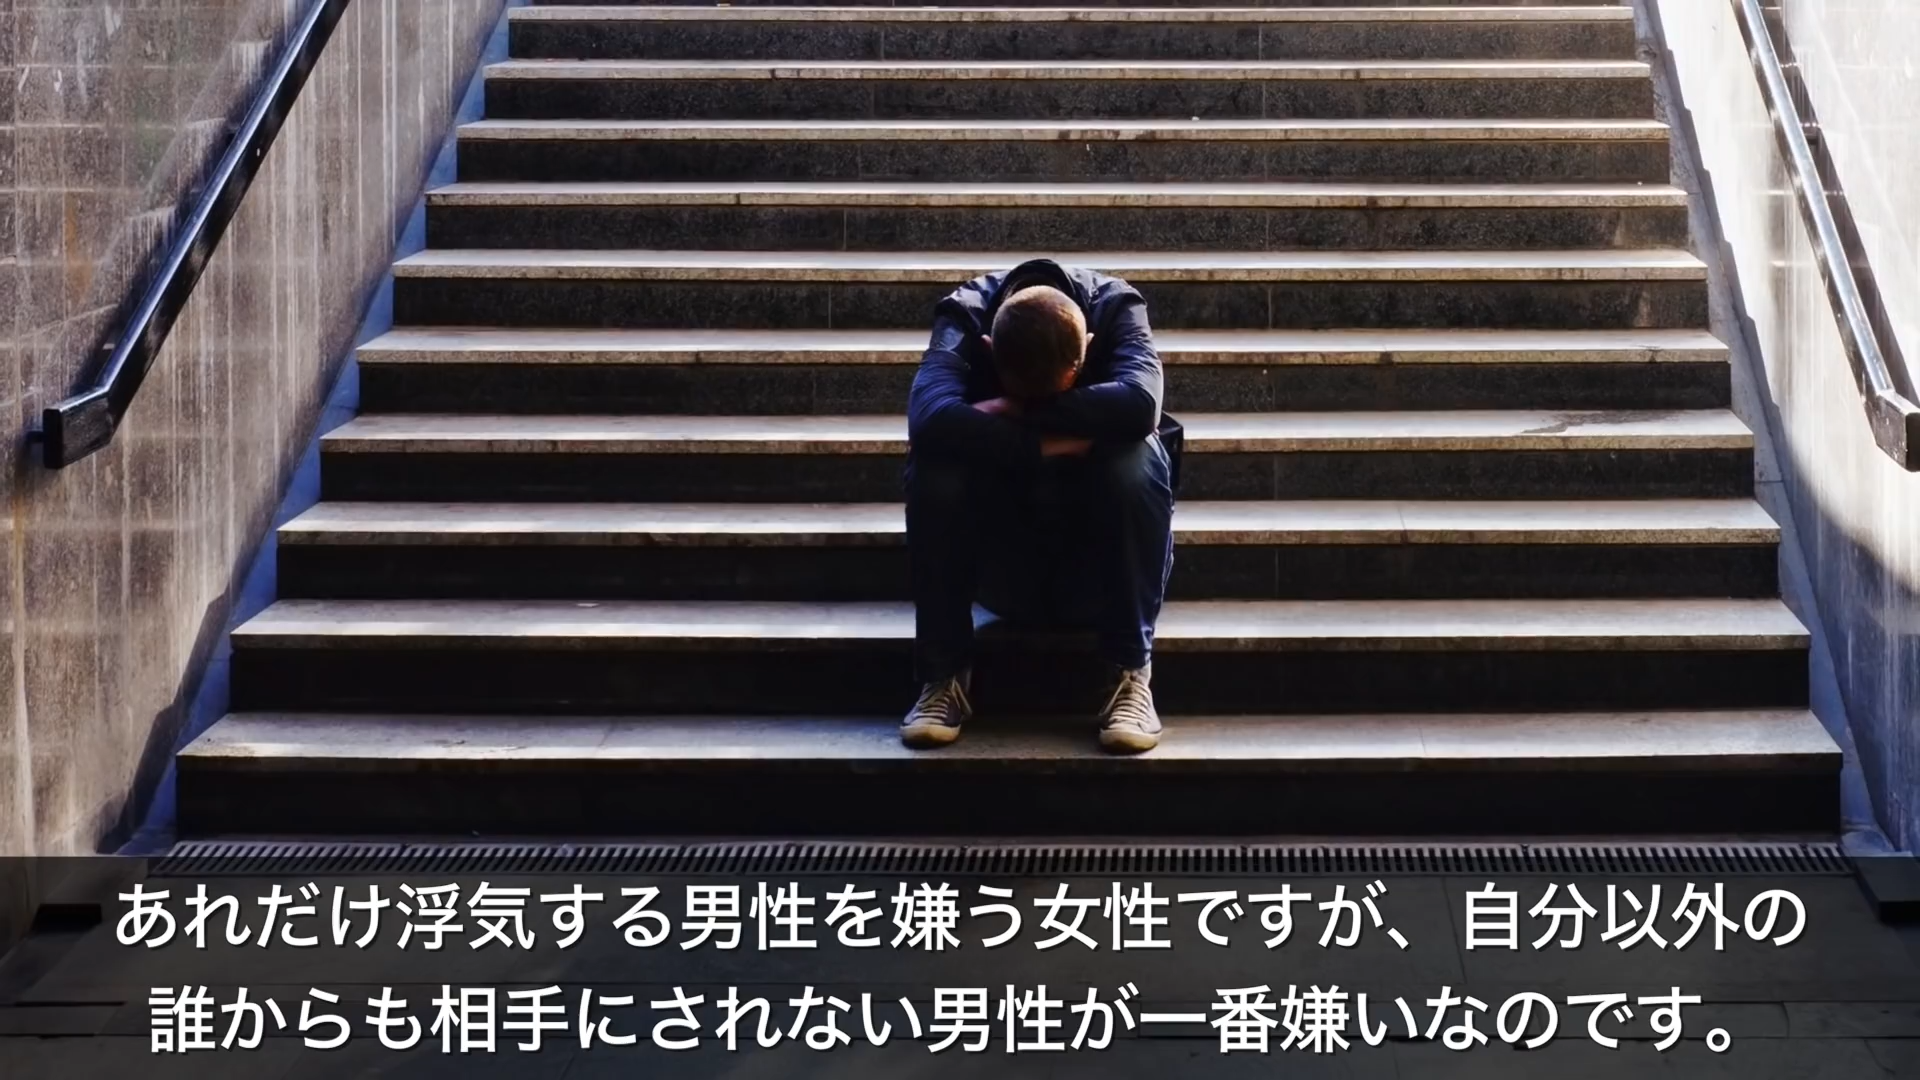 あれだけ浮気する男性を嫌う女性ですが、自分以外の
誰からも相手にされない男性が一番嫌いなのです。